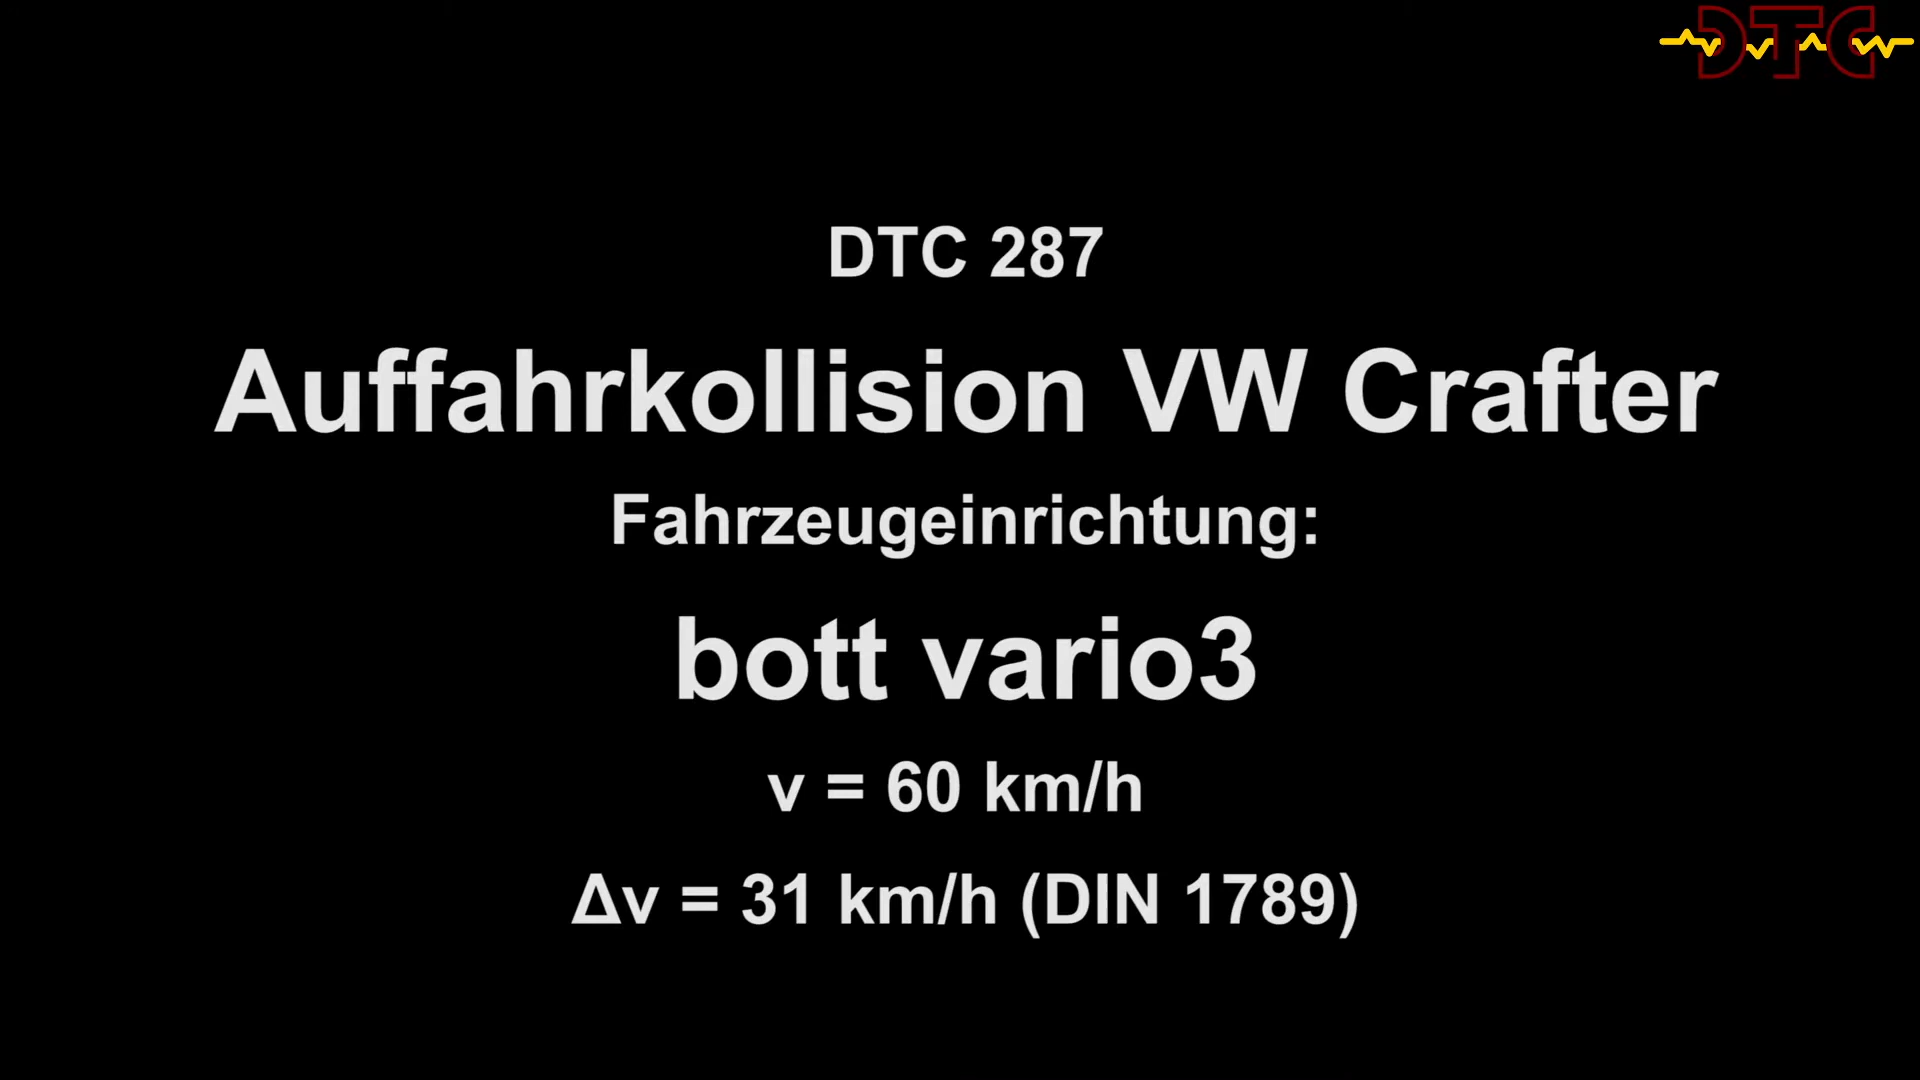 DTC
DTC 287
Auffahrkollision VW Crafter
Fahrzeugeinrichtung:
bott vario3
v = 60 km/h
Δv = 31 km/h (DIN 1789)